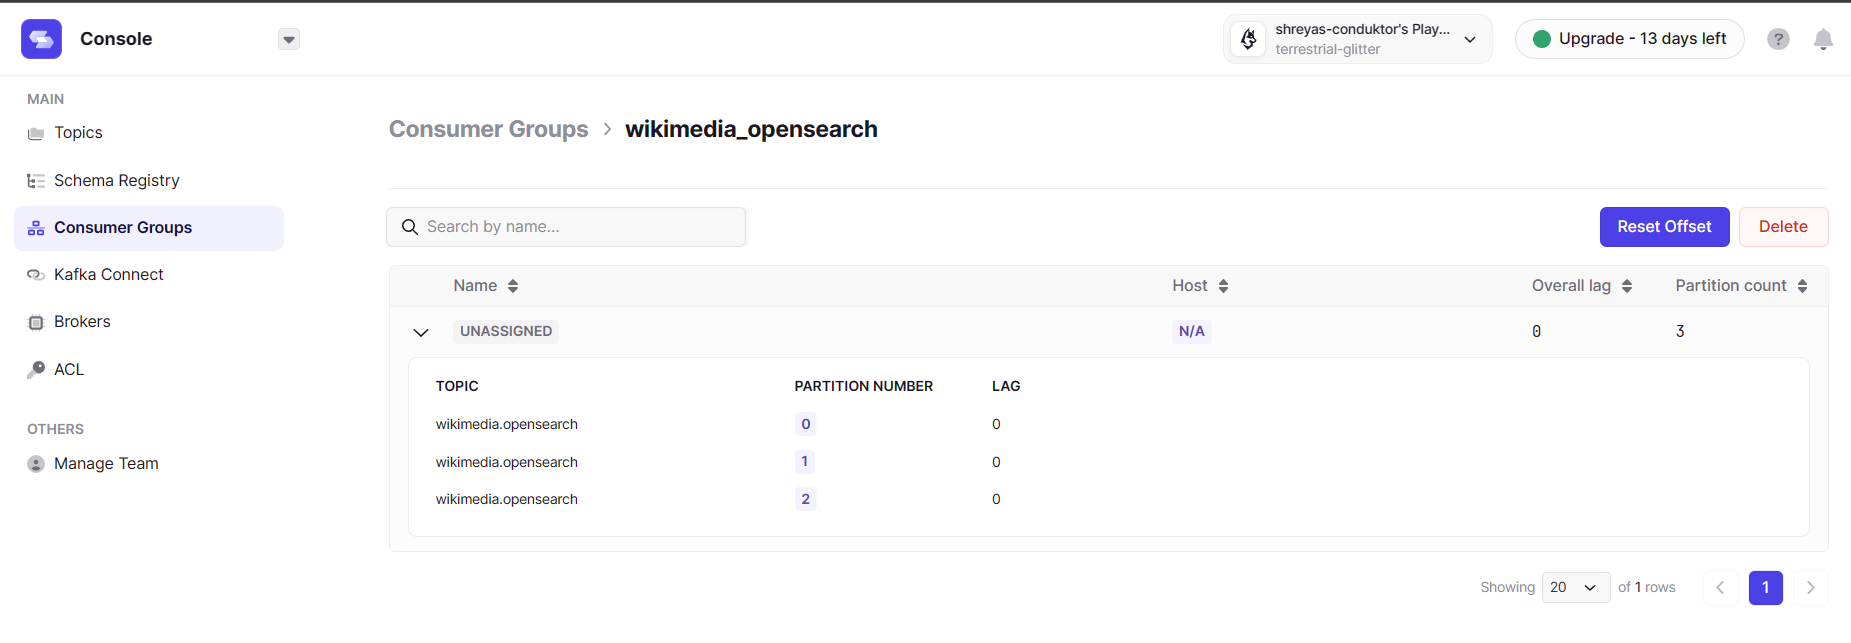 Console
shreyas-conduktor's Play...
terrestrial-glitter
Upgrade - 13 days left
?
MAIN
Topics
Schema Registry
Consumer Groups
Kafka Connect
Brokers
ACL
OTHERS
Manage Team
Consumer Groups > wikimedia_opensearch
Search by name...
Reset Offset
Delete
Name Host Overall lag Partition count
UNASSIGNED N/A 0 3
TOPIC PARTITION NUMBER LAG
wikimedia.opensearch 0 0
wikimedia.opensearch 1 0
wikimedia.opensearch 2 0
Showing 20 of 1 rows
1